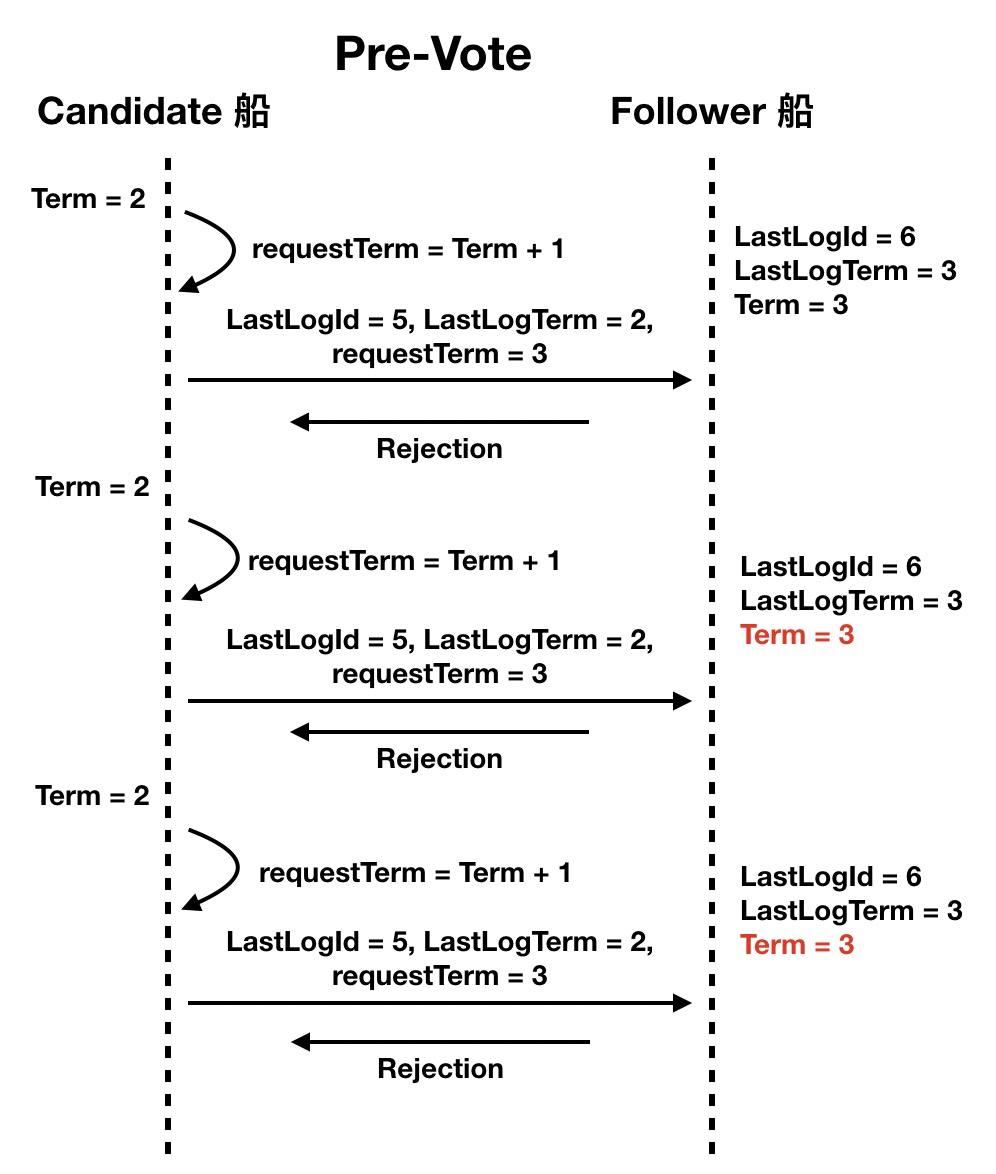 Pre-Vote
Candidate 船
Follower 船
Term = 2
requestTerm = Term + 1
LastLogId = 6
LastLogTerm = 3
Term = 3
LastLogId = 5, LastLogTerm = 2,
requestTerm = 3
Rejection
Term = 2
requestTerm = Term + 1
LastLogId = 6
LastLogTerm = 3
Term = 3
LastLogId = 5, LastLogTerm = 2,
requestTerm = 3
Rejection
Term = 2
requestTerm = Term + 1
LastLogId = 6
LastLogTerm = 3
Term = 3
LastLogId = 5, LastLogTerm = 2,
requestTerm = 3
Rejection